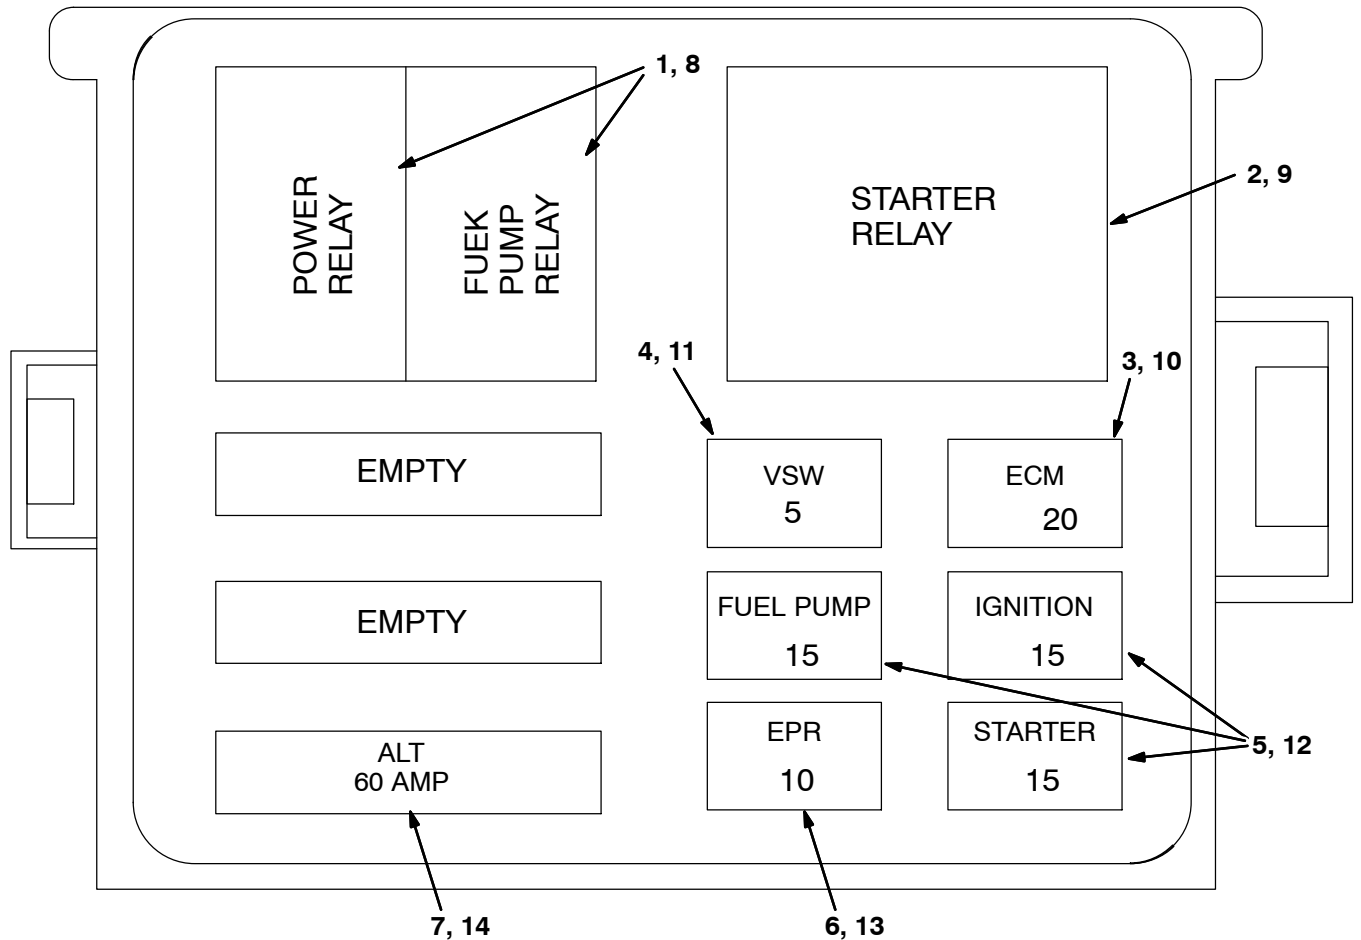 1, 8
POWER
RELAY
FUEK
PUMP
RELAY
STARTER
RELAY
2, 9
4, 11
3, 10
EMPTY
VSW
5
ECM
20
EMPTY
FUEL PUMP
15
IGNITION
15
ALT
60 AMP
EPR
10
STARTER
15
5, 12
7, 14
6, 13